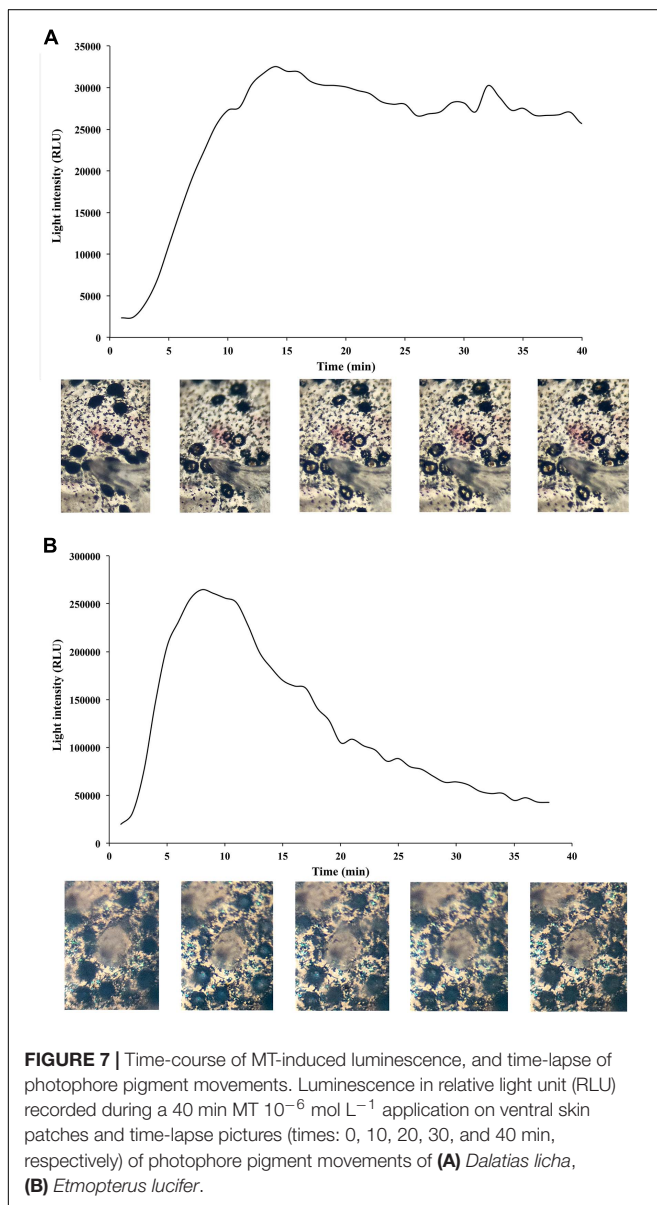 A
35000
30000
25000
20000
15000
10000
5000
0
Light intensity (RLU)
0 5 10 15 20 25 30 35 40
Time (min)
B
300000
250000
200000
150000
100000
50000
0
Light intensity (RLU)
0 5 10 15 20 25 30 35 40
Time (min)
FIGURE 7 | Time-course of MT-induced luminescence, and time-lapse of
photophore pigment movements. Luminescence in relative light unit (RLU)
recorded during a 40 min MT 10⁻⁶ mol L⁻¹ application on ventral skin
patches and time-lapse pictures (times: 0, 10, 20, 30, and 40 min,
respectively) of photophore pigment movements of (A) Dalatias licha,
(B) Etmopterus lucifer.